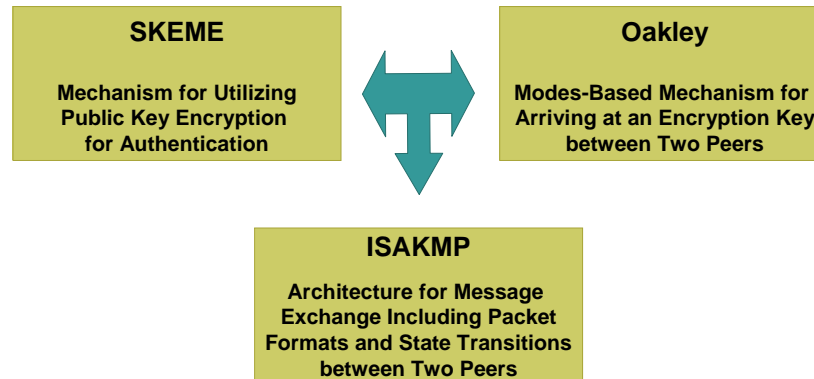 SKEME
Mechanism for Utilizing
Public Key Encryption
for Authentication
Oakley
Modes-Based Mechanism for
Arriving at an Encryption Key
between Two Peers
ISAKMP
Architecture for Message
Exchange Including Packet
Formats and State Transitions
between Two Peers